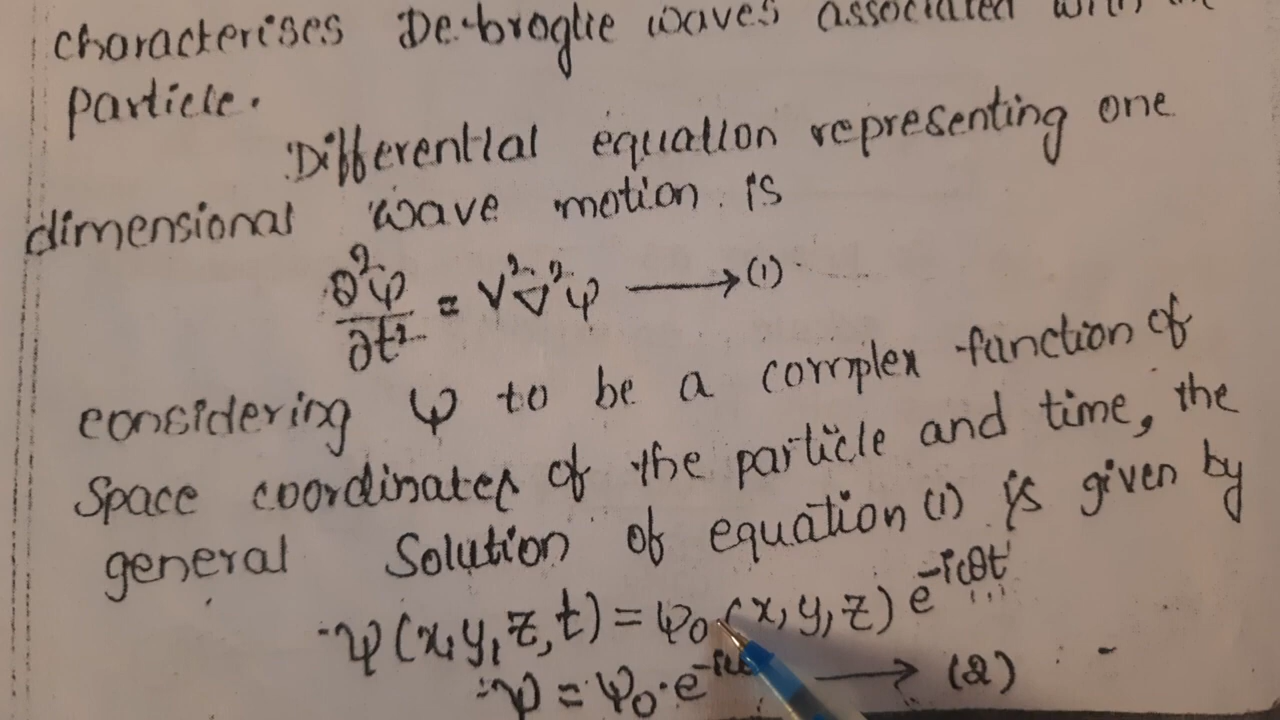 characterises De-broglie waves associated with
particle.
Differential equation representing one
dimensional wave motion is
∂²ψ/∂t² = V²∇²ψ ⟶ (1)
considering ψ to be a complex function of
space coordinates of the particle and time, the
general solution of equation (1) is given by
ψ(x,y,z,t) = ψ₀(x,y,z) e^-iωt
ψ = ψ₀·e^-iω ⟶ (2)